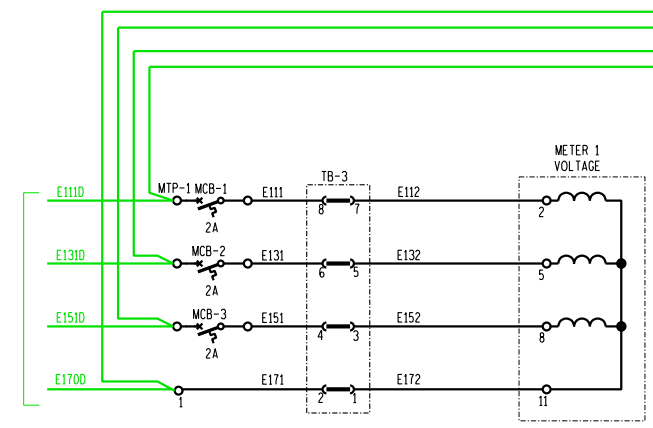 METER 1
VOLTAGE
TB-3
E111D MTP-1 MCB-1 E111 E112
8 7 2
2A
E131D MCB-2 E131 E132
6 5 5
2A
E151D MCB-3 E151 E152
4 3 8
2A
E170D E171 E172
1 2 1 11